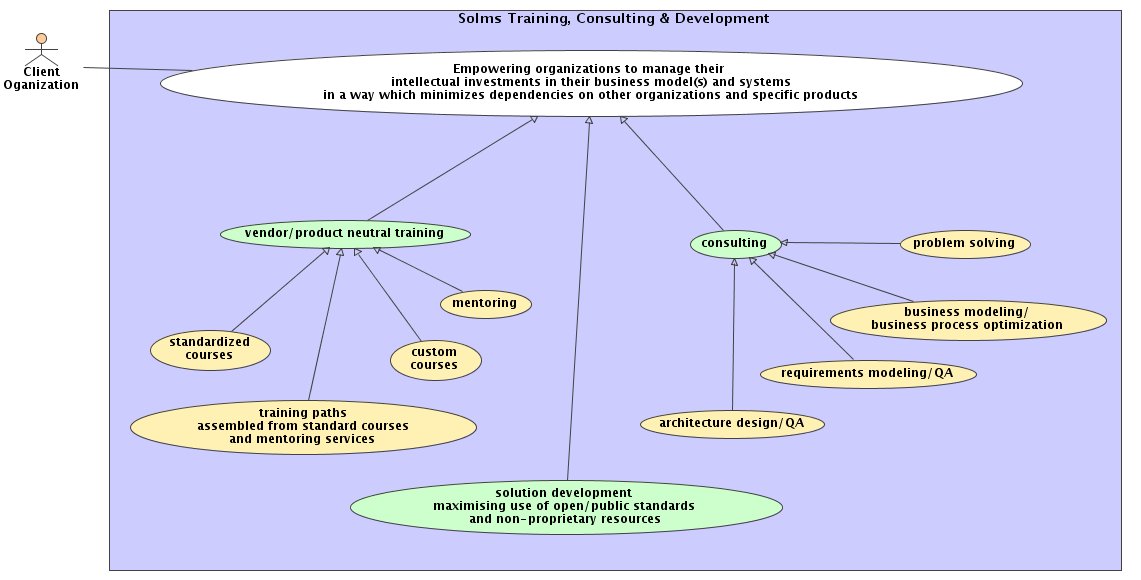 Solms Training, Consulting & Development
Client
Oganization
Empowering organizations to manage their
intellectual investments in their business model(s) and systems
in a way which minimizes dependencies on other organizations and specific products
vendor/product neutral training
consulting
problem solving
mentoring
business modeling/
business process optimization
standardized
courses
custom
courses
requirements modeling/QA
training paths
assembled from standard courses
and mentoring services
architecture design/QA
solution development
maximising use of open/public standards
and non-proprietary resources